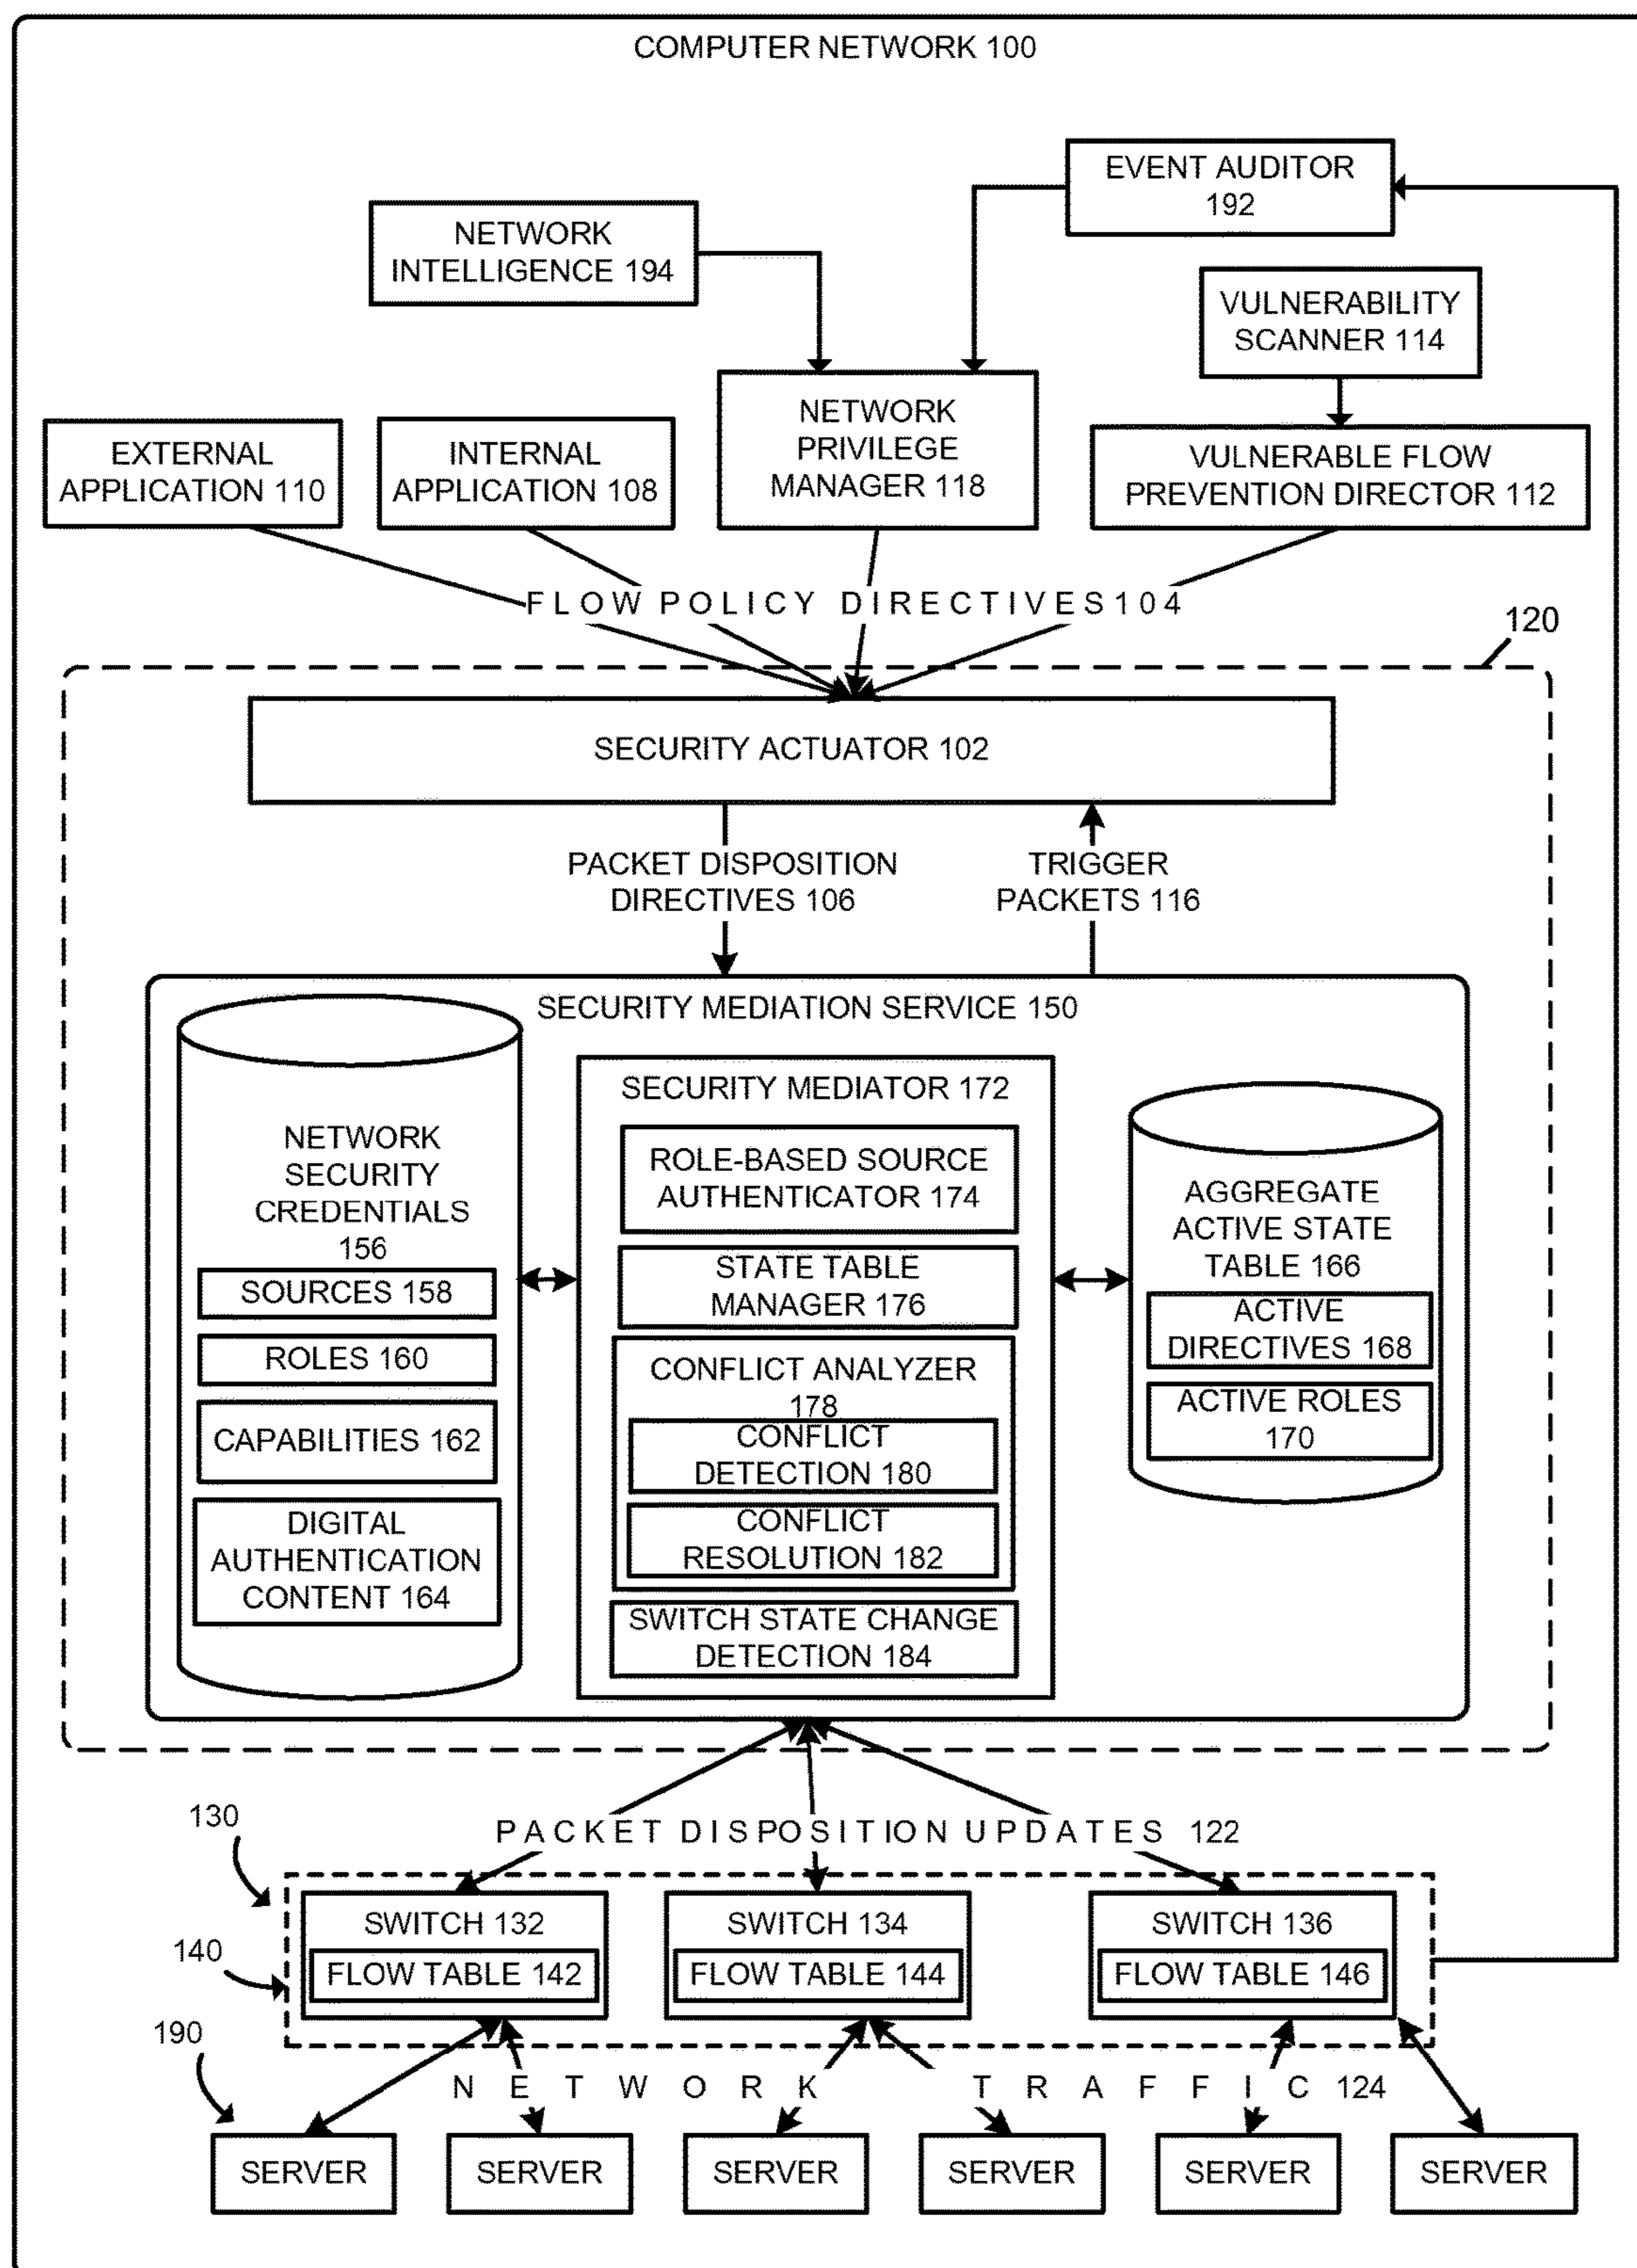 COMPUTER NETWORK 100
EVENT AUDITOR
192
NETWORK
INTELLIGENCE 194
VULNERABILITY
SCANNER 114
EXTERNAL
APPLICATION 110
INTERNAL
APPLICATION 108
NETWORK
PRIVILEGE
MANAGER 118
VULNERABLE FLOW
PREVENTION DIRECTOR 112
FLOW POLICY DIRECTIVES 104
120
SECURITY ACTUATOR 102
PACKET DISPOSITION
DIRECTIVES 106
TRIGGER
PACKETS 116
SECURITY MEDIATION SERVICE 150
NETWORK
SECURITY
CREDENTIALS
156
SOURCES 158
ROLES 160
CAPABILITIES 162
DIGITAL
AUTHENTICATION
CONTENT 164
SECURITY MEDIATOR 172
ROLE-BASED SOURCE
AUTHENTICATOR 174
STATE TABLE
MANAGER 176
CONFLICT ANALYZER
178
CONFLICT
DETECTION 180
CONFLICT
RESOLUTION 182
SWITCH STATE CHANGE
DETECTION 184
AGGREGATE
ACTIVE STATE
TABLE 166
ACTIVE
DIRECTIVES 168
ACTIVE ROLES
170
PACKET DISPOSITION UPDATES 122
130
140
SWITCH 132
FLOW TABLE 142
SWITCH 134
FLOW TABLE 144
SWITCH 136
FLOW TABLE 146
190
NETWORK TRAFFIC 124
SERVER
SERVER
SERVER
SERVER
SERVER
SERVER